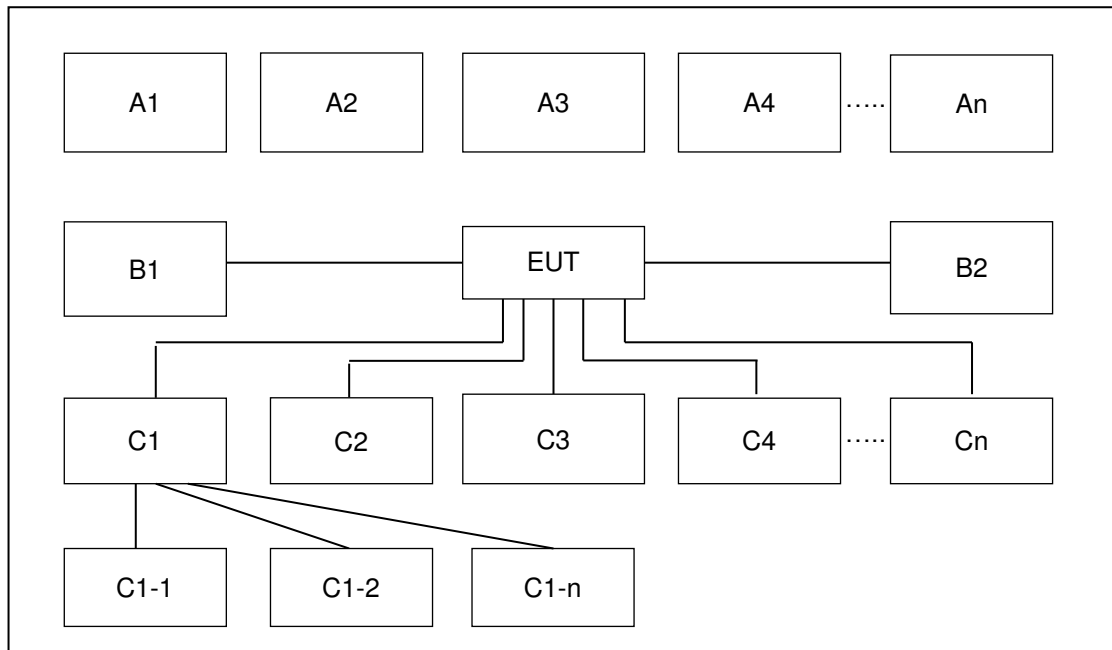 A1 A2 A3 A4 ..... An
B1 EUT B2
C1 C2 C3 C4 ..... Cn
C1-1 C1-2 C1-n